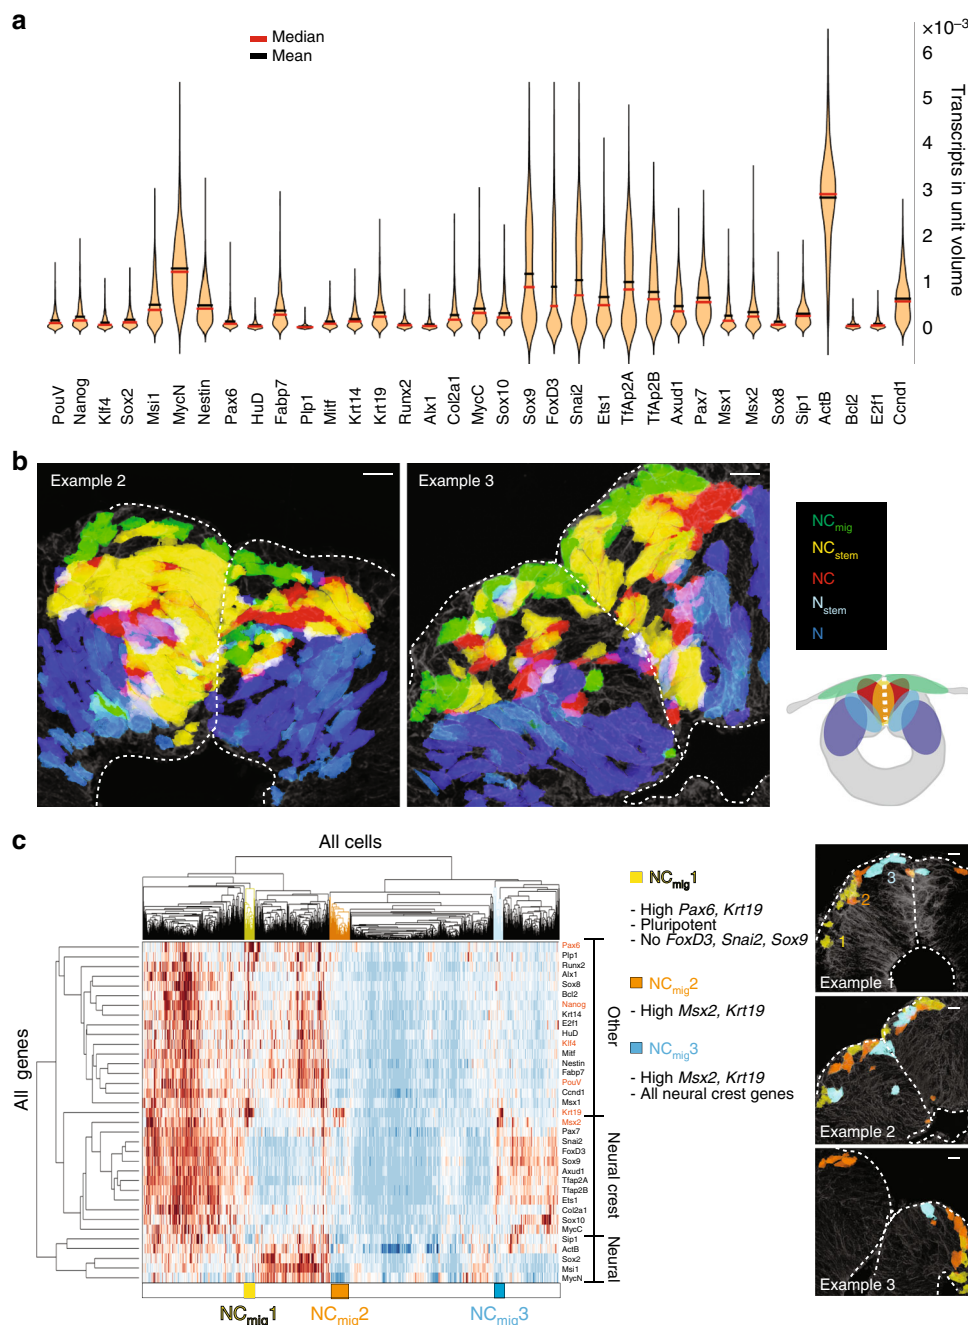 a
Median
Mean
×10⁻³
6
5
4
3
2
1
0
Transcripts in unit volume
PouV
Nanog
Klf4
Sox2
Msi1
MycN
Nestin
Pax6
HuD
Fabp7
Plp1
Mitf
Krt14
Krt19
Runx2
Alx1
Col2a1
MycC
Sox10
Sox9
FoxD3
Snai2
Ets1
TfAp2A
TfAp2B
Axud1
Pax7
Msx1
Msx2
Sox8
Sip1
ActB
Bcl2
E2f1
Ccnd1
b
Example 2
Example 3
NCmig
NCstem
NC
Nstem
N
c
All cells
All genes
Pax6
Plp1
Runx2
Alx1
Sox8
Bcl2
Nanog
Krt14
E2f1
HuD
Klf4
Mitf
Nestin
Fabp7
PouV
Ccnd1
Msx1
Krt19
Msx2
Pax7
Snai2
FoxD3
Sox9
Axud1
Tfap2A
Tfap2B
Ets1
Col2a1
Sox10
MycC
Sip1
ActB
Sox2
Msi1
MycN
Other
Neural crest
Neural
NCmig1
NCmig2
NCmig3
NCmig1
- High Pax6, Krt19
- Pluripotent
- No FoxD3, Snai2, Sox9
NCmig2
- High Msx2, Krt19
NCmig3
- High Msx2, Krt19
- All neural crest genes
3
2
1
Example 1
Example 2
Example 3